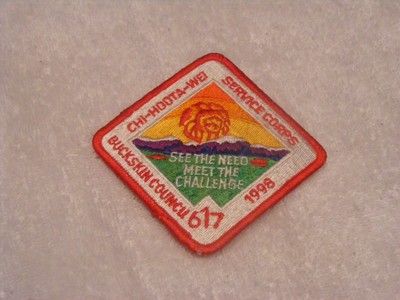 CHI-HOOTA-WEI
SERVICE CORPS
SEE THE NEED
MEET THE
CHALLENGE
BUCKSKIN COUNCIL 617
1998